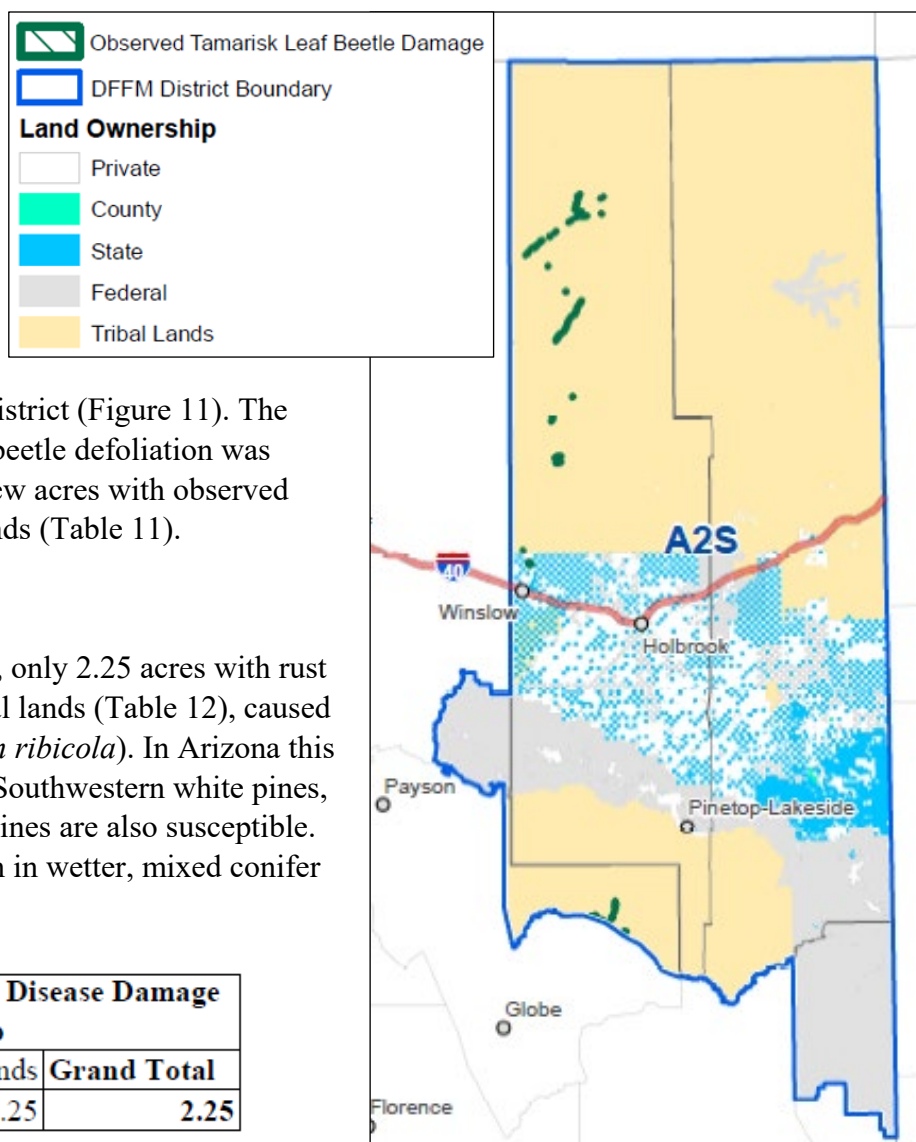 Observed Tamarisk Leaf Beetle Damage
DFFM District Boundary
Land Ownership
Private
County
State
Federal
Tribal Lands
istrict (Figure 11). The
beetle defoliation was
ew acres with observed
nds (Table 11).
, only 2.25 acres with rust
al lands (Table 12), caused
n ribicola). In Arizona this
Southwestern white pines,
ines are also susceptible.
n in wetter, mixed conifer
Disease Damage
nds Grand Total
.25 2.25
A2S
40
Winslow
Holbrook
Payson
Pinetop-Lakeside
Globe
Florence